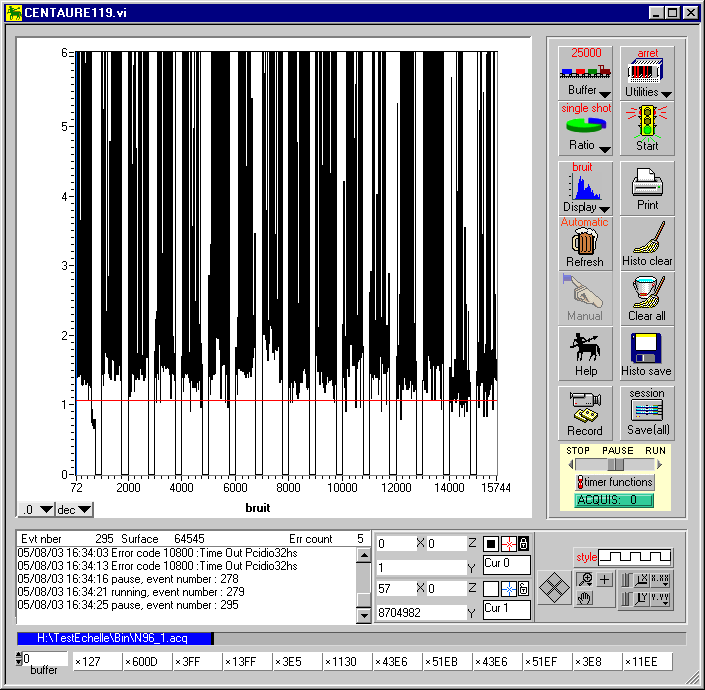 CENTAURE119.vi
6
5
4
3
2
1
0
72 2000 4000 6000 8000 10000 12000 14000 15744
bruit
.0 dec
25000 arret
Buffer Utilities
single shot
Ratio Start
bruit
Display Print
Automatic
Refresh Histo clear
Manual Clear all
Help Histo save
session
Record Save(all)
STOP PAUSE RUN
timer functions
ACQUIS: 0
Evt nber 295 Surface 64545 Err count 5
05/08/03 16:34:03 Error code 10800 :Time Out Pcidio32hs
05/08/03 16:34:13 Error code 10800 :Time Out Pcidio32hs
05/08/03 16:34:16 pause, event number : 278
05/08/03 16:34:21 running, event number : 279
05/08/03 16:34:25 pause, event number : 295
0 X 0 Z
1 Y Cur 0
57 X 0 Z
8704982 Y Cur 1
style
X X.XX
Y Y.YY
H:\TestEchelle\Bin\N96_1.acq
0 ×127 ×600D ×3FF ×13FF ×3E5 ×1130 ×43E6 ×51EB ×43E6 ×51EF ×3E8 ×11EE
buffer